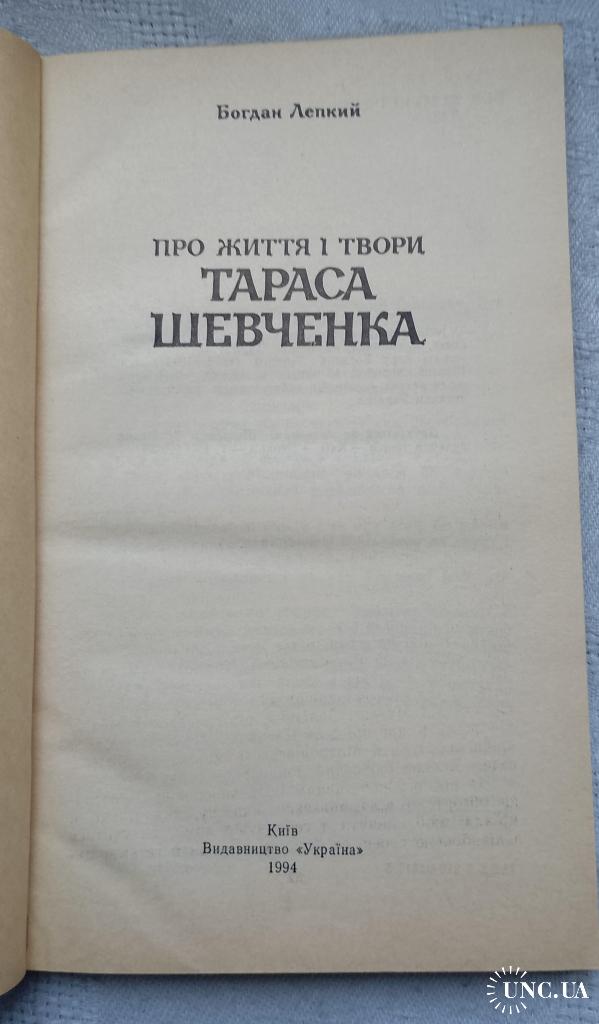 Богдан Лепкий
ПРО ЖИТТЯ І ТВОРИ
ТАРАСА
ШЕВЧЕНКА
Київ
Видавництво «Україна»
1994
UNC.UA